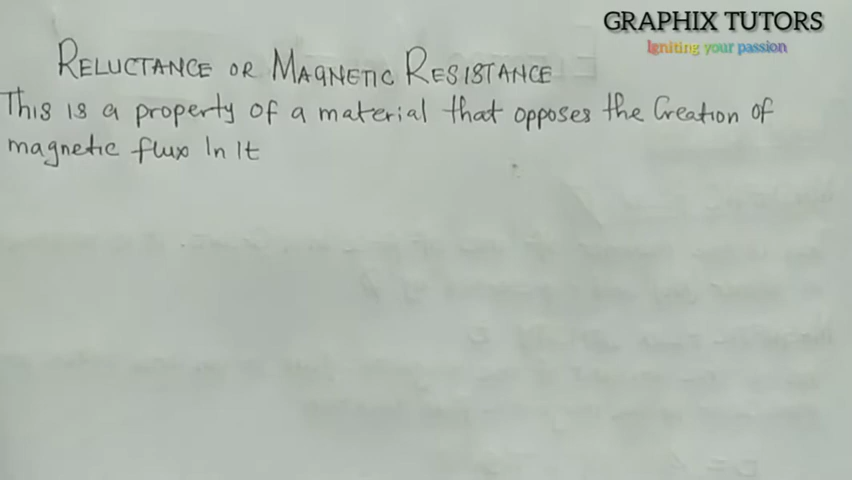 GRAPHIX TUTORS
Igniting your passion
RELUCTANCE OR MAGNETIC RESISTANCE
This is a property of a material that opposes the Creation of
magnetic flux In It